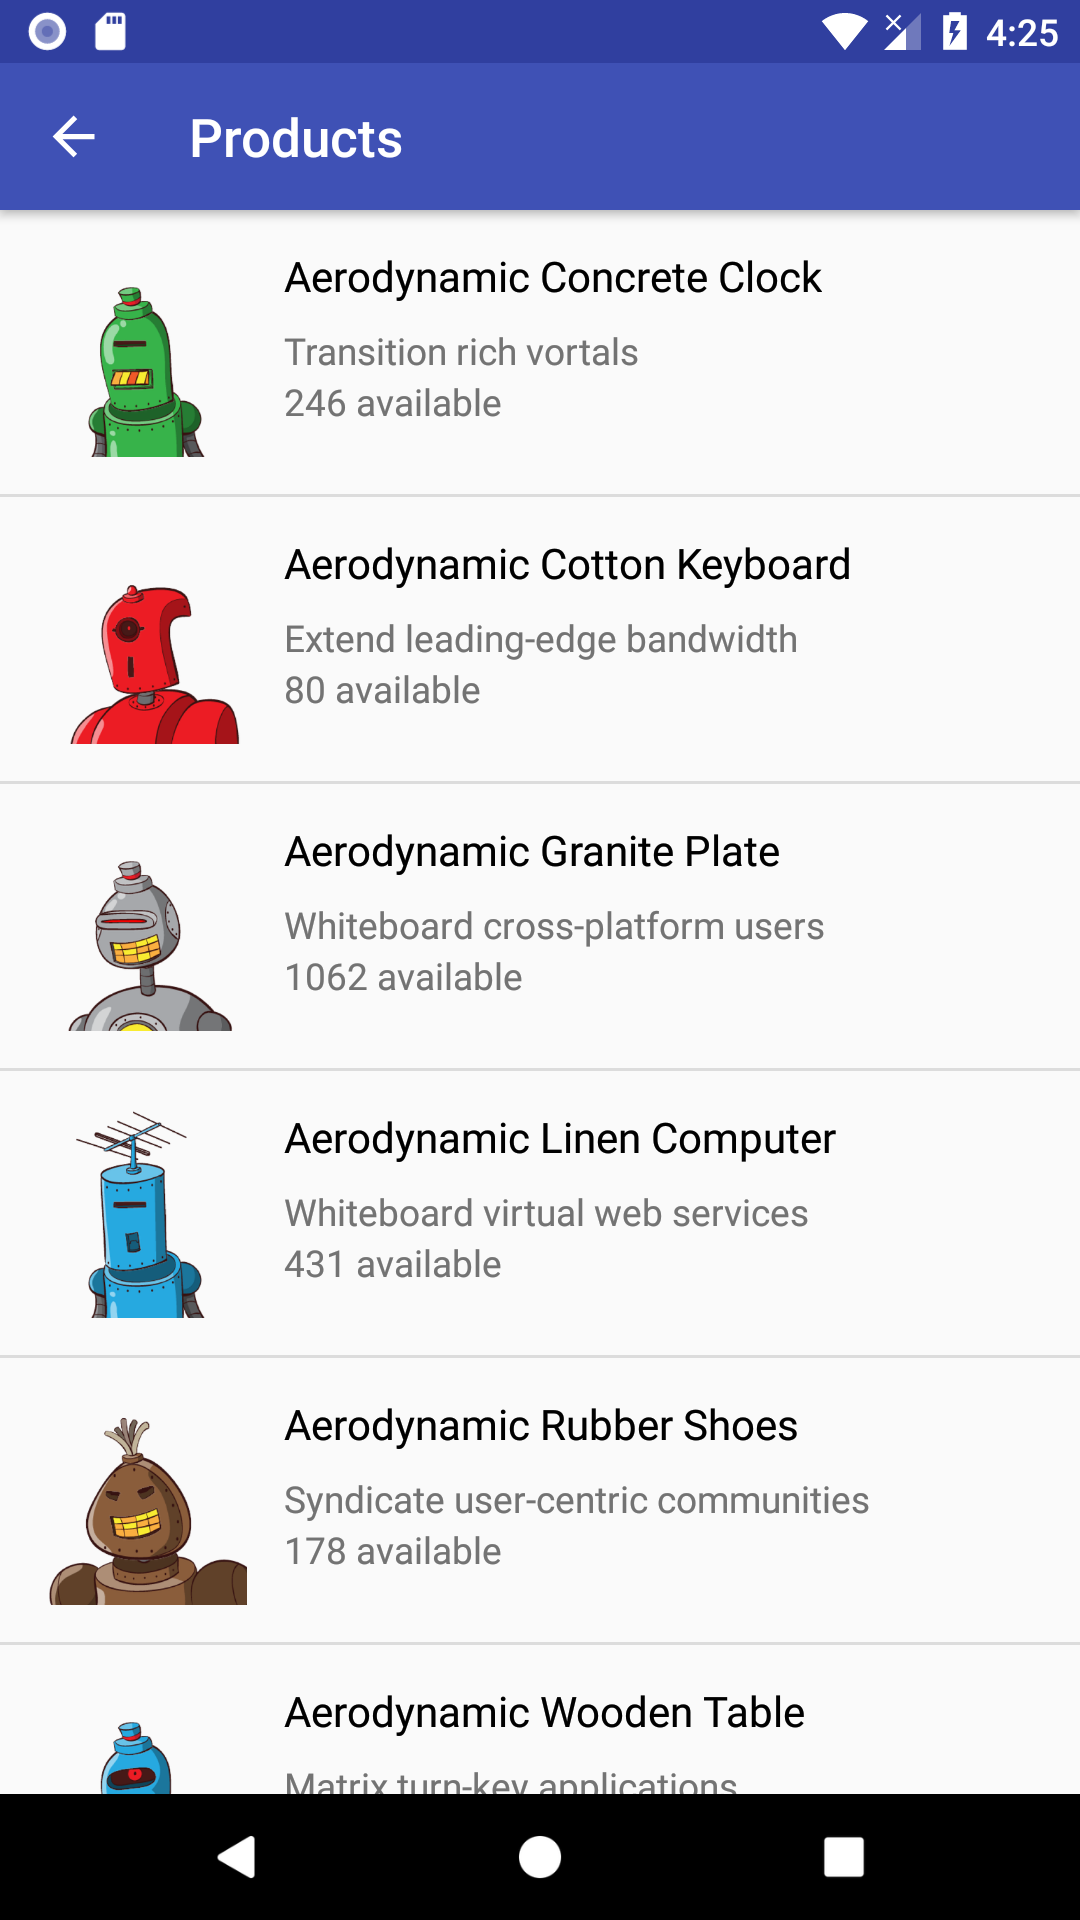 4:25
Products
Aerodynamic Concrete Clock
Transition rich vortals
246 available
Aerodynamic Cotton Keyboard
Extend leading-edge bandwidth
80 available
Aerodynamic Granite Plate
Whiteboard cross-platform users
1062 available
Aerodynamic Linen Computer
Whiteboard virtual web services
431 available
Aerodynamic Rubber Shoes
Syndicate user-centric communities
178 available
Aerodynamic Wooden Table
Matrix turn-key applications